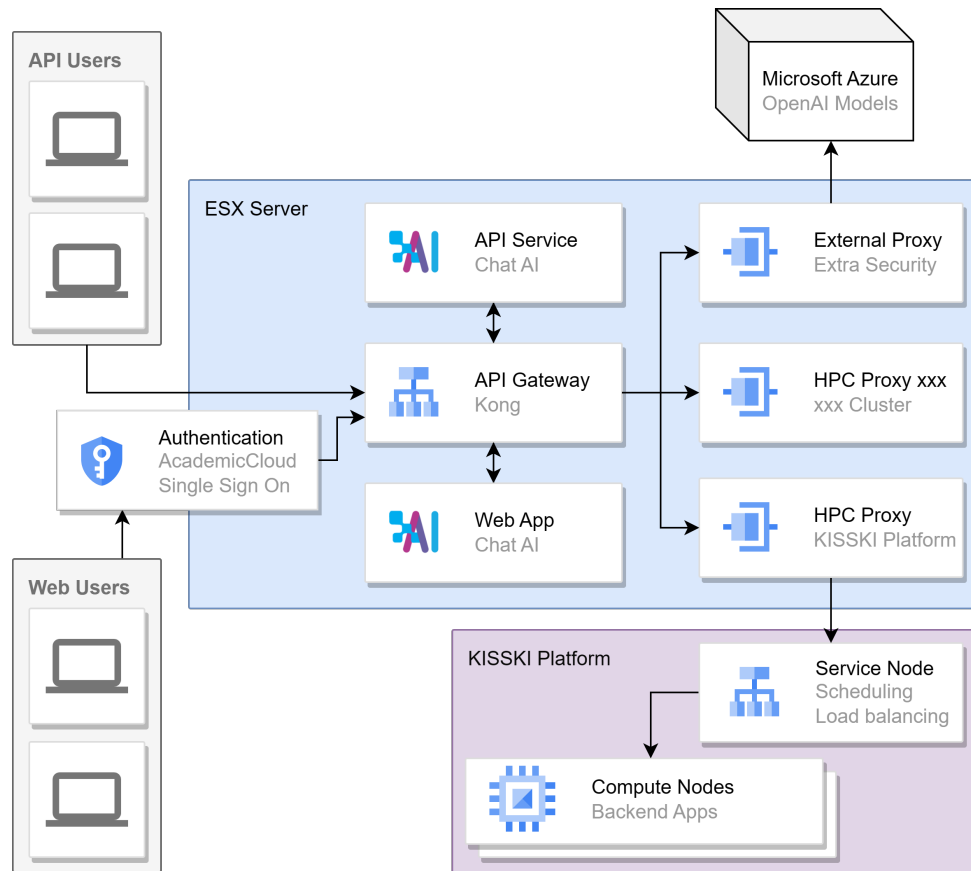 API Users
Microsoft Azure
OpenAI Models
ESX Server
API Service
Chat AI
External Proxy
Extra Security
API Gateway
Kong
HPC Proxy xxx
xxx Cluster
Authentication
AcademicCloud
Single Sign On
Web App
Chat AI
HPC Proxy
KISSKI Platform
Web Users
KISSKI Platform
Service Node
Scheduling
Load balancing
Compute Nodes
Backend Apps